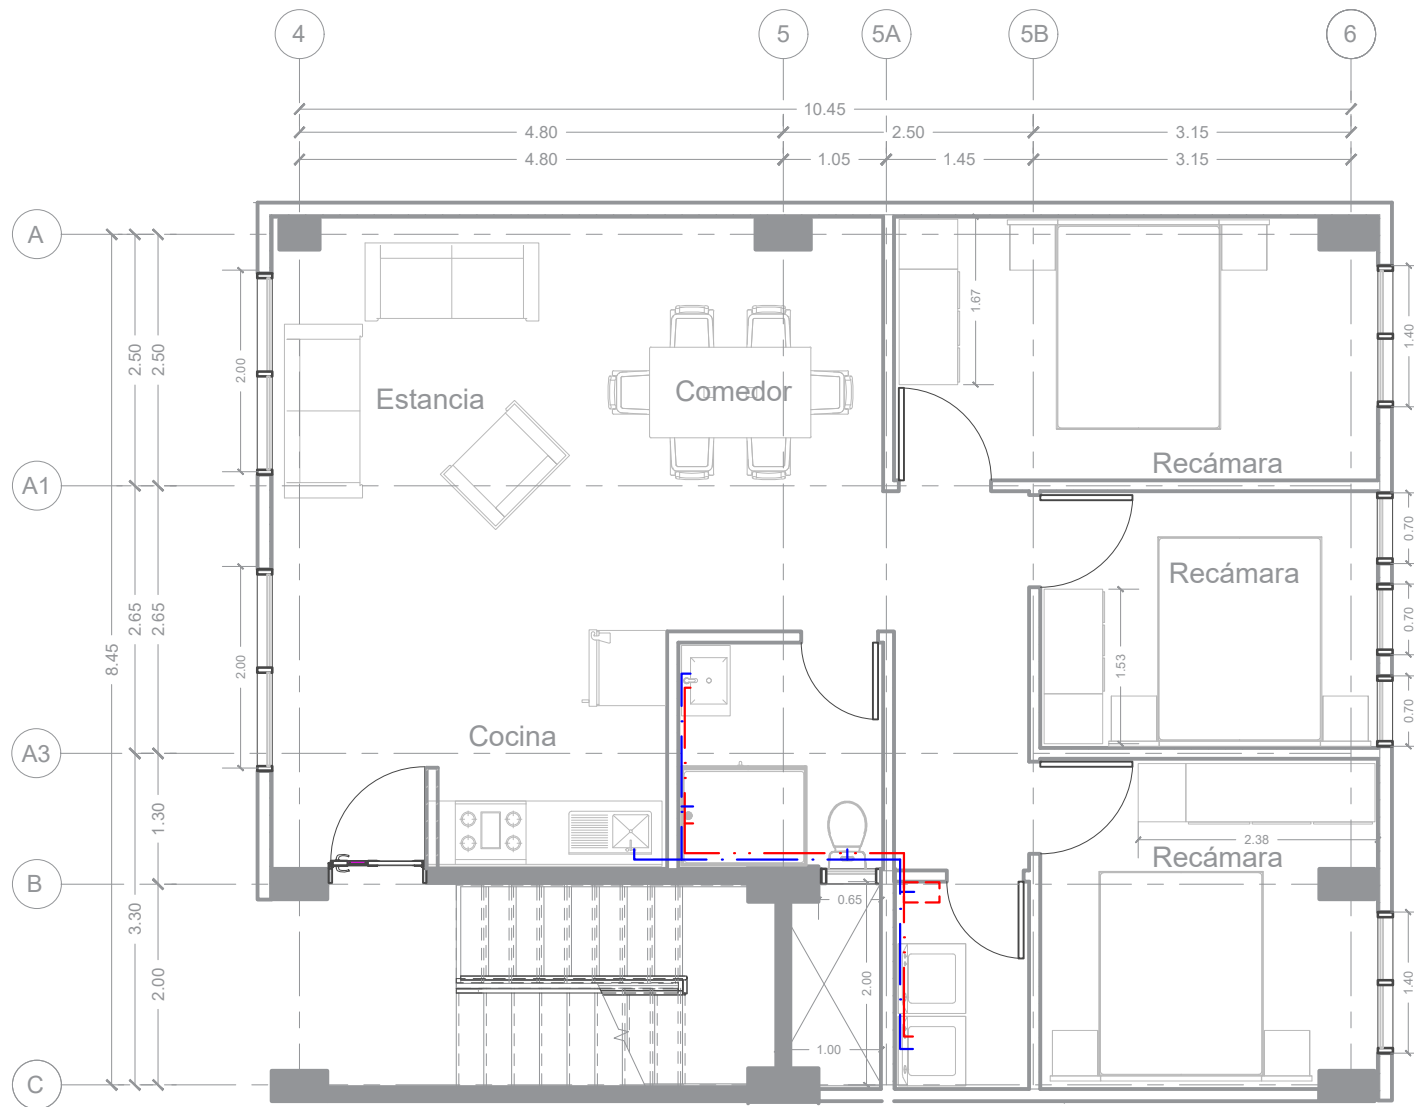 4 5 5A 5B 6
10.45
4.80 2.50 3.15
4.80 1.05 1.45 3.15
A
1.67
1.40
2.50 2.50
2.00
Estancia
Comedor
Recámara
A1
0.70
Recámara
2.65 2.65
0.70
8.45
2.00
1.53
0.70
Cocina
A3
1.30
2.38
Recámara
B
0.65
3.30
2.00
2.00
1.40
1.00
C